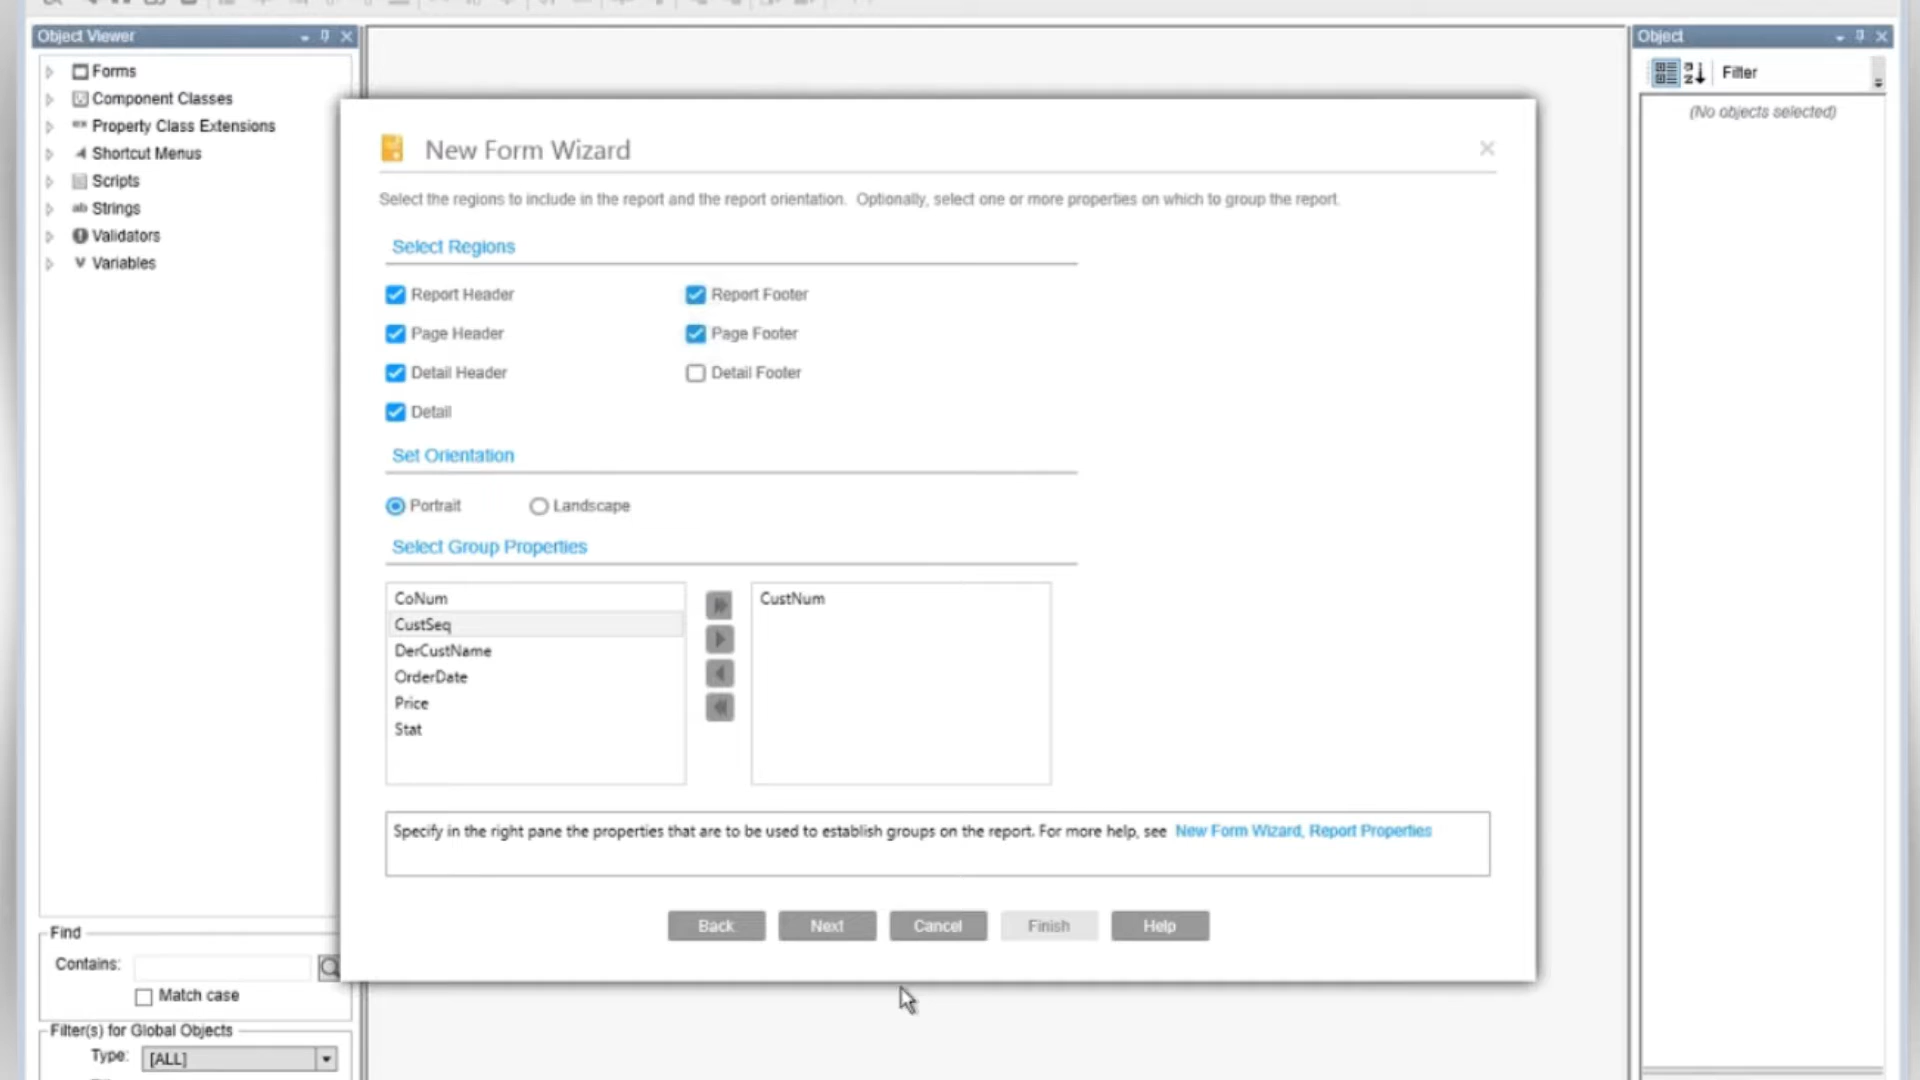 Object Viewer
Forms
Component Classes
Property Class Extensions
Shortcut Menus
Scripts
ab Strings
Validators
Variables
Find
Contains:
Match case
Filter(s) for Global Objects
Type: [ALL]
New Form Wizard
Select the regions to include in the report and the report orientation. Optionally, select one or more properties on which to group the report.
Select Regions
Report Header
Report Footer
Page Header
Page Footer
Detail Header
Detail Footer
Detail
Set Orientation
Portrait
Landscape
Select Group Properties
CoNum
CustSeq
DerCustName
OrderDate
Price
Stat
CustNum
Specify in the right pane the properties that are to be used to establish groups on the report. For more help, see New Form Wizard, Report Properties
Back
Next
Cancel
Finish
Help
Object
Filter
(No objects selected)